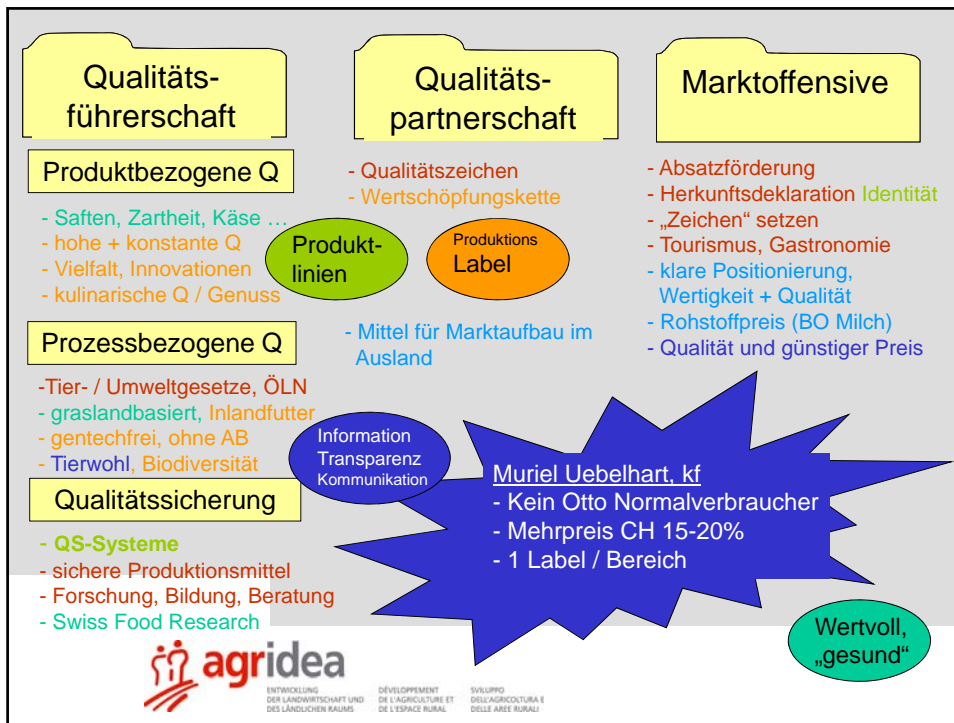 Qualitäts-
führerschaft
Produktbezogene Q
- Saften, Zartheit, Käse …
- hohe + konstante Q
- Vielfalt, Innovationen
- kulinarische Q / Genuss
Prozessbezogene Q
-Tier- / Umweltgesetze, ÖLN
- graslandbasiert, Inlandfutter
- gentechfrei, ohne AB
- Tierwohl, Biodiversität
Qualitätssicherung
- QS-Systeme
- sichere Produktionsmittel
- Forschung, Bildung, Beratung
- Swiss Food Research
Qualitäts-
partnerschaft
- Qualitätszeichen
- Wertschöpfungskette
Produkt-
linien
Produktions
Label
- Mittel für Marktaufbau im
Ausland
Information
Transparenz
Kommunikation
Marktoffensive
- Absatzförderung
- Herkunftsdeklaration Identität
- „Zeichen“ setzen
- Tourismus, Gastronomie
- klare Positionierung,
Wertigkeit + Qualität
- Rohstoffpreis (BO Milch)
- Qualität und günstiger Preis
Muriel Uebelhart, kf
- Kein Otto Normalverbraucher
- Mehrpreis CH 15-20%
- 1 Label / Bereich
Wertvoll,
„gesund“
agridea
ENTWICKLUNG
DER LANDWIRTSCHAFT UND
DES LÄNDLICHEN RAUMS
DÉVELOPPEMENT
DE L'AGRICULTURE ET
DE L'ESPACE RURAL
SVILUPPO
DELL'AGRICOLTURA E
DELLE AREE RURALI